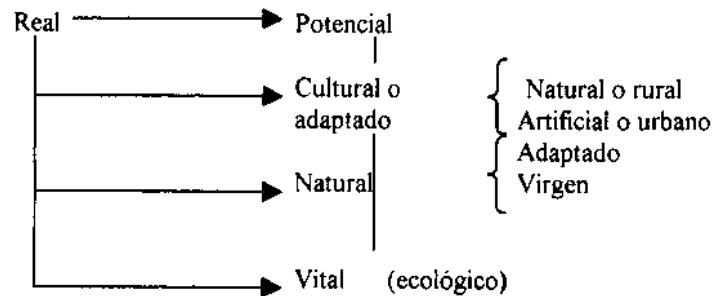 Real
Potencial
Cultural o
adaptado
Natural o rural
Artificial o urbano
Adaptado
Natural
Virgen
Vital (ecológico)